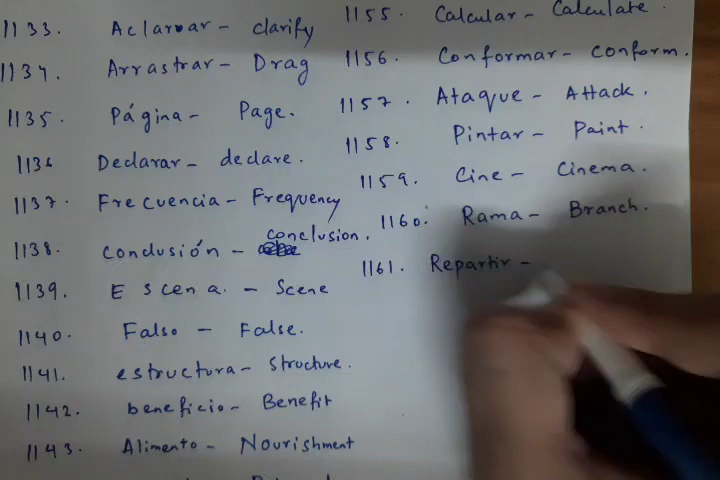 1133. Aclarar - clarify
1134. Arrastrar - Drag
1135. Página - Page.
1136 Declarar - declare.
1137. Frecuencia - Frequency
1138. Conclusión - conclusion.
1139. Escena. - Scene
1140. Falso - False.
1141. estructura - Structure.
1142. beneficio - Benefit
1143. Alimento - Nourishment
1155. Calcular - Calculate.
1156. Conformar - conform.
1157. Ataque - Attack.
1158. Pintar - Paint.
1159. Cine - Cinema.
1160. Rama - Branch.
1161. Repartir -